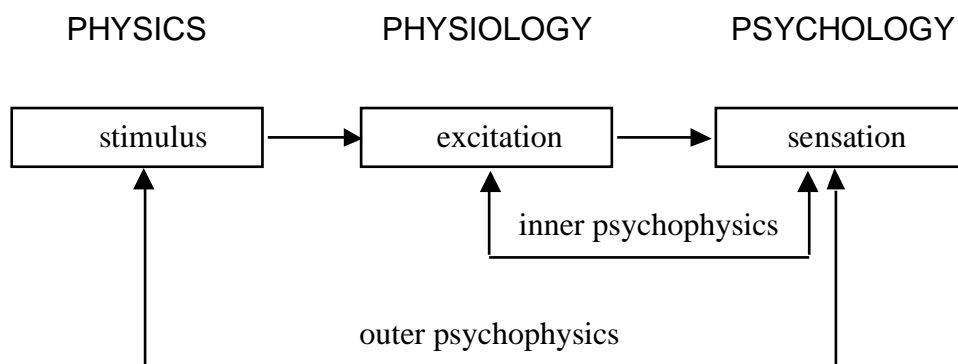 PHYSICS PHYSIOLOGY PSYCHOLOGY
stimulus excitation sensation
inner psychophysics
outer psychophysics